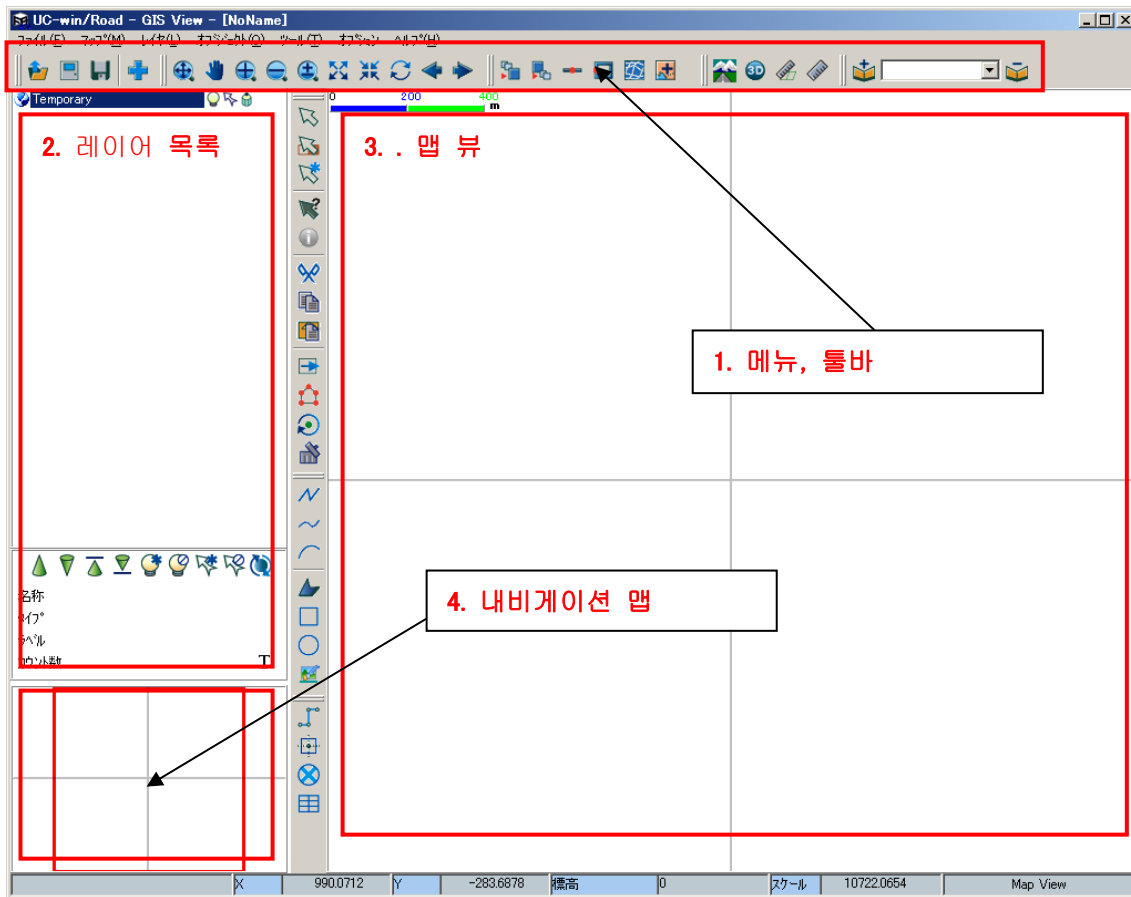 UC-win/Road - GIS View - [NoName]
ファイル(F) マップ(M) レイヤ(L) オブジェクト(O) ツール(T) オプション ヘルプ(H)
3D
Temporary
0 200 400
m
2. 레이어 목록
3. . 맵 뷰
1. 메뉴, 툴바
4. 내비게이션 맵
名称
タイプ
ラベル
カウント数 T
X 990.0712 Y -283.6878 標高 0 スケール 10722.0654 Map View